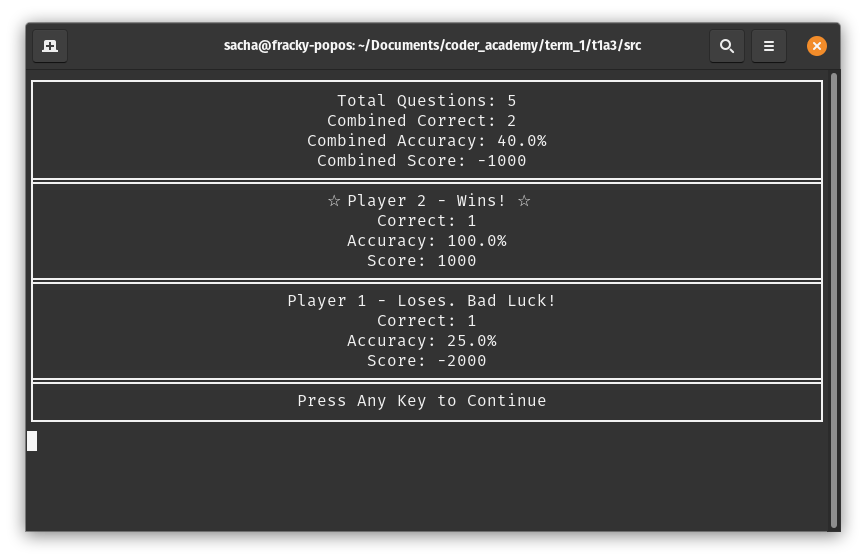 sacha@fracky-popos: ~/Documents/coder_academy/term_1/t1a3/src
Total Questions: 5
Combined Correct: 2
Combined Accuracy: 40.0%
Combined Score: -1000
☆ Player 2 - Wins! ☆
Correct: 1
Accuracy: 100.0%
Score: 1000
Player 1 - Loses. Bad Luck!
Correct: 1
Accuracy: 25.0%
Score: -2000
Press Any Key to Continue